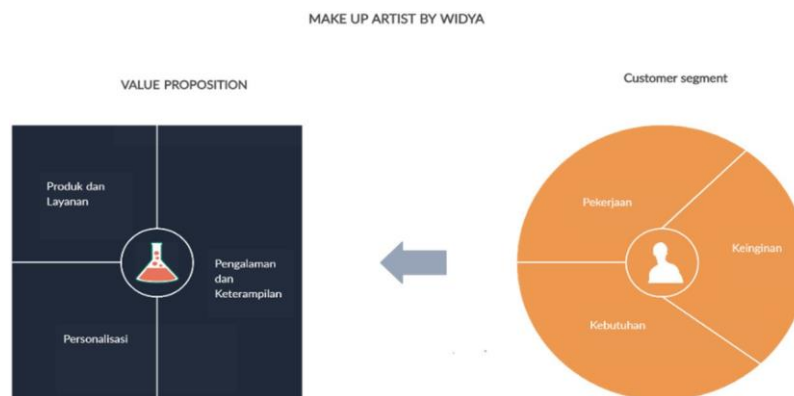 MAKE UP ARTIST BY WIDYA
VALUE PROPOSITION
Customer segment
Produk dan
Layanan
Pengalaman
dan
Keterampilan
Personalisasi
Pekerjaan
Keinginan
Kebutuhan